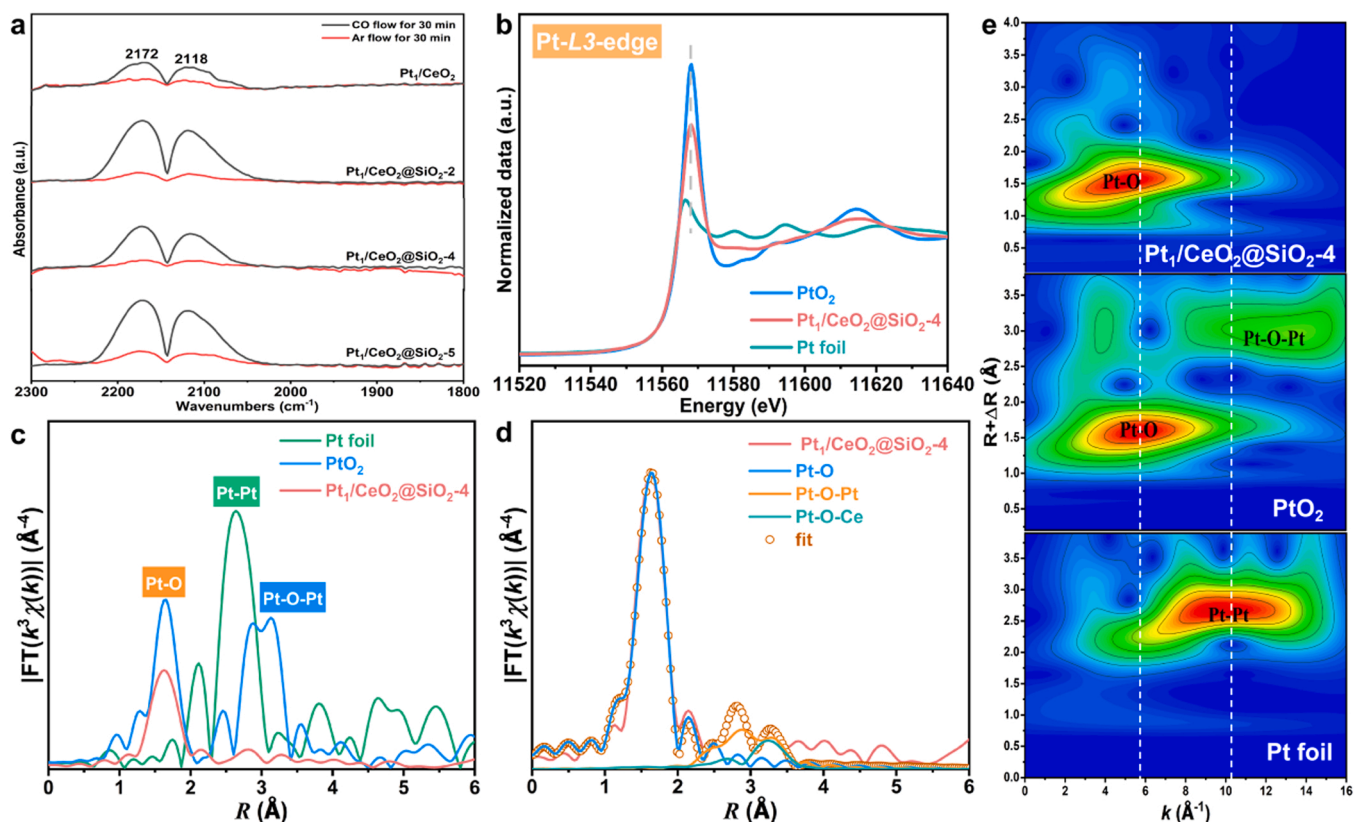 a
CO flow for 30 min
Ar flow for 30 min
2172
2118
Pt₁/CeO₂
Pt₁/CeO₂@SiO₂-2
Pt₁/CeO₂@SiO₂-4
Pt₁/CeO₂@SiO₂-5
Absorbance (a.u.)
2300 2200 2100 2000 1900 1800
Wavenumbers (cm⁻¹)
b
Pt-L3-edge
Normalized data (a.u.)
PtO₂
Pt₁/CeO₂@SiO₂-4
Pt foil
11520 11540 11560 11580 11600 11620 11640
Energy (eV)
c
Pt foil
PtO₂
Pt₁/CeO₂@SiO₂-4
Pt-Pt
Pt-O
Pt-O-Pt
|FT(k³χ(k))| (Å⁻⁴)
0 1 2 3 4 5 6
R (Å)
d
Pt₁/CeO₂@SiO₂-4
Pt-O
Pt-O-Pt
Pt-O-Ce
fit
|FT(k³χ(k))| (Å⁻⁴)
0 1 2 3 4 5 6
R (Å)
e
4.0
3.5
3.0
2.5
2.0
1.5
1.0
0.5
Pt-O
Pt₁/CeO₂@SiO₂-4
3.5
3.0
2.5
2.0
1.5
1.0
0.5
Pt-O-Pt
Pt-O
PtO₂
R+ΔR (Å)
3.5
3.0
2.5
2.0
1.5
1.0
0.5
0.0
Pt-Pt
Pt foil
0 2 4 6 8 10 12 14 16
k (Å⁻¹)